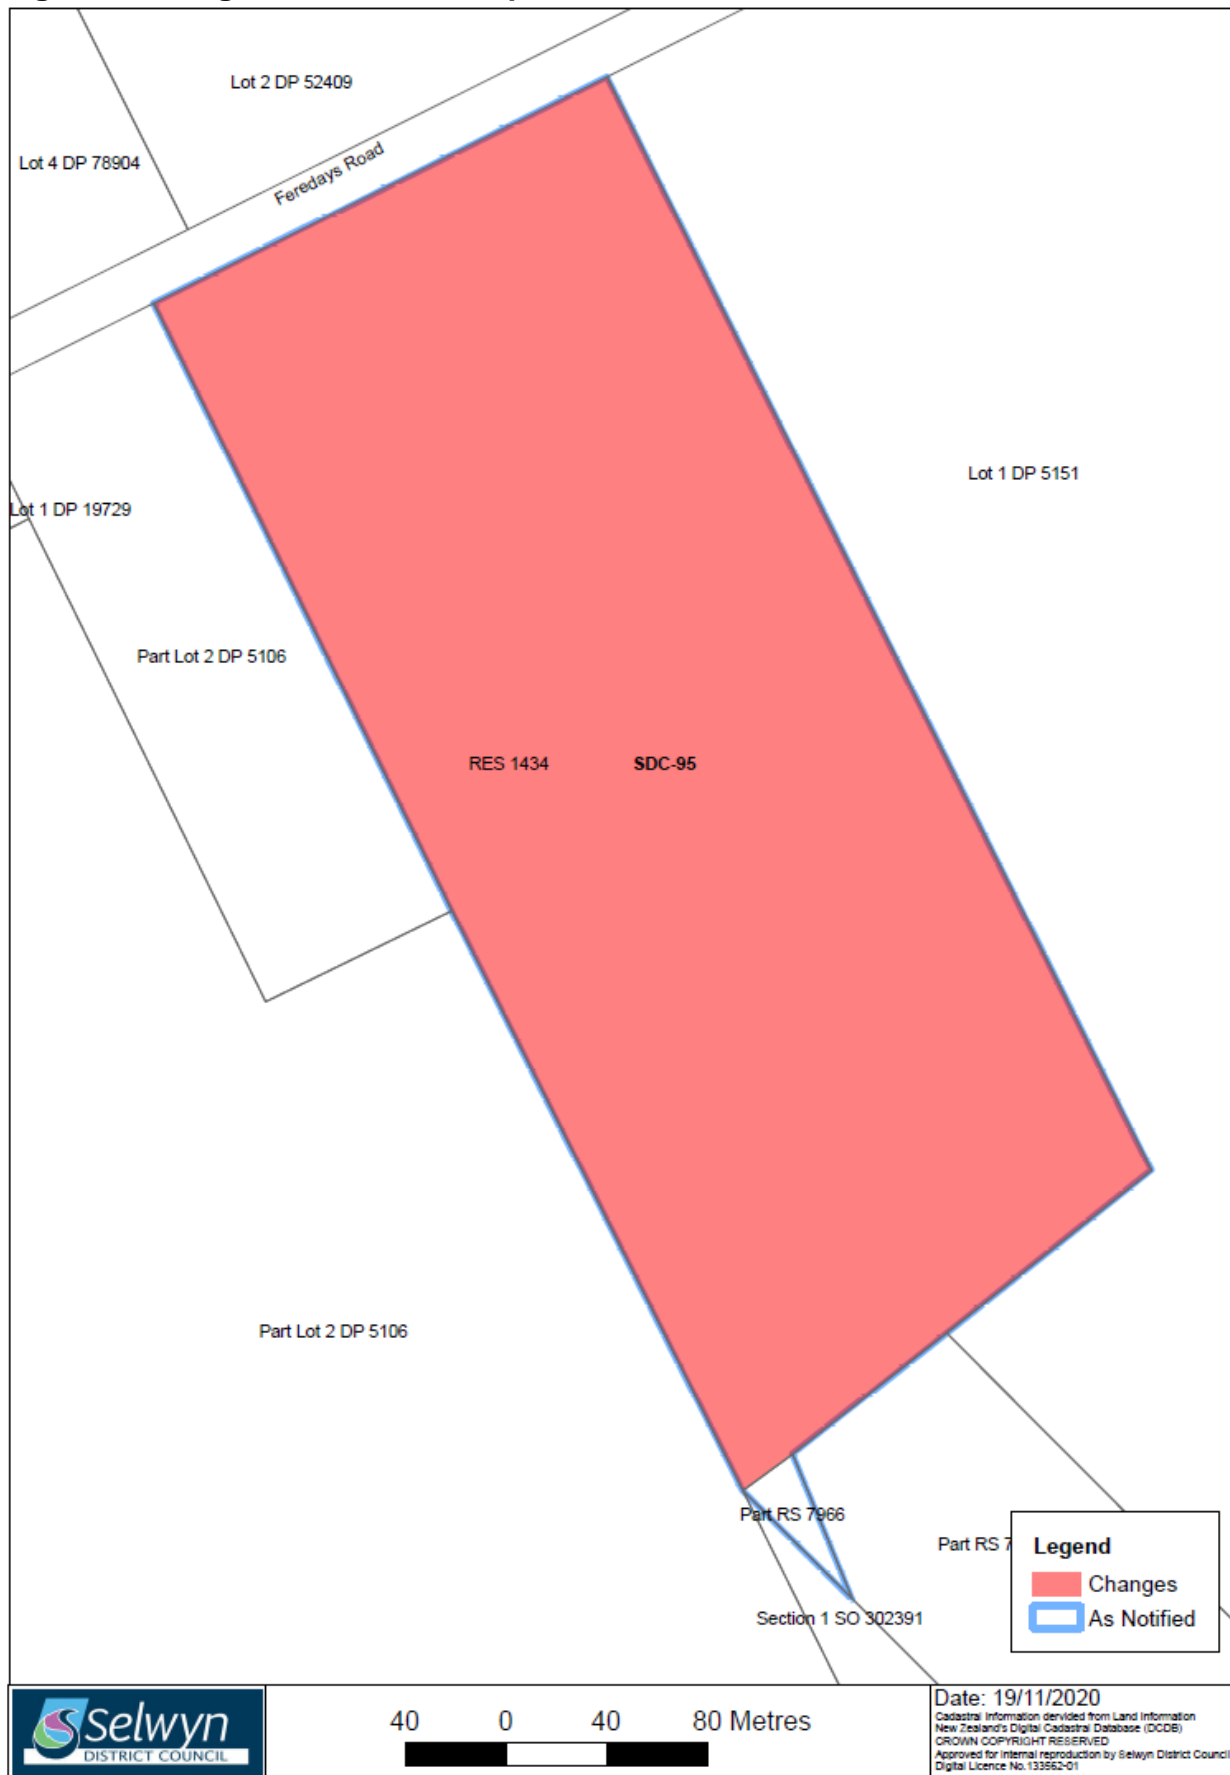 Lot 2 DP 52409
Lot 4 DP 78904
Feredays Road
Lot 1 DP 5151
Lot 1 DP 19729
Part Lot 2 DP 5106
RES 1434
SDC-95
Part Lot 2 DP 5106
Part RS 7966
Part RS 7
Section 1 SO 302391
Legend
Changes
As Notified
Selwyn
DISTRICT COUNCIL
40 0 40 80 Metres
Date: 19/11/2020
Cadastral Information dervided from Land Information
New Zealand's Digital Cadastral Database (DCDB)
CROWN COPYRIGHT RESERVED
Approved for Internal reproduction by Selwyn District Council
Digital Licence No. 133562-01